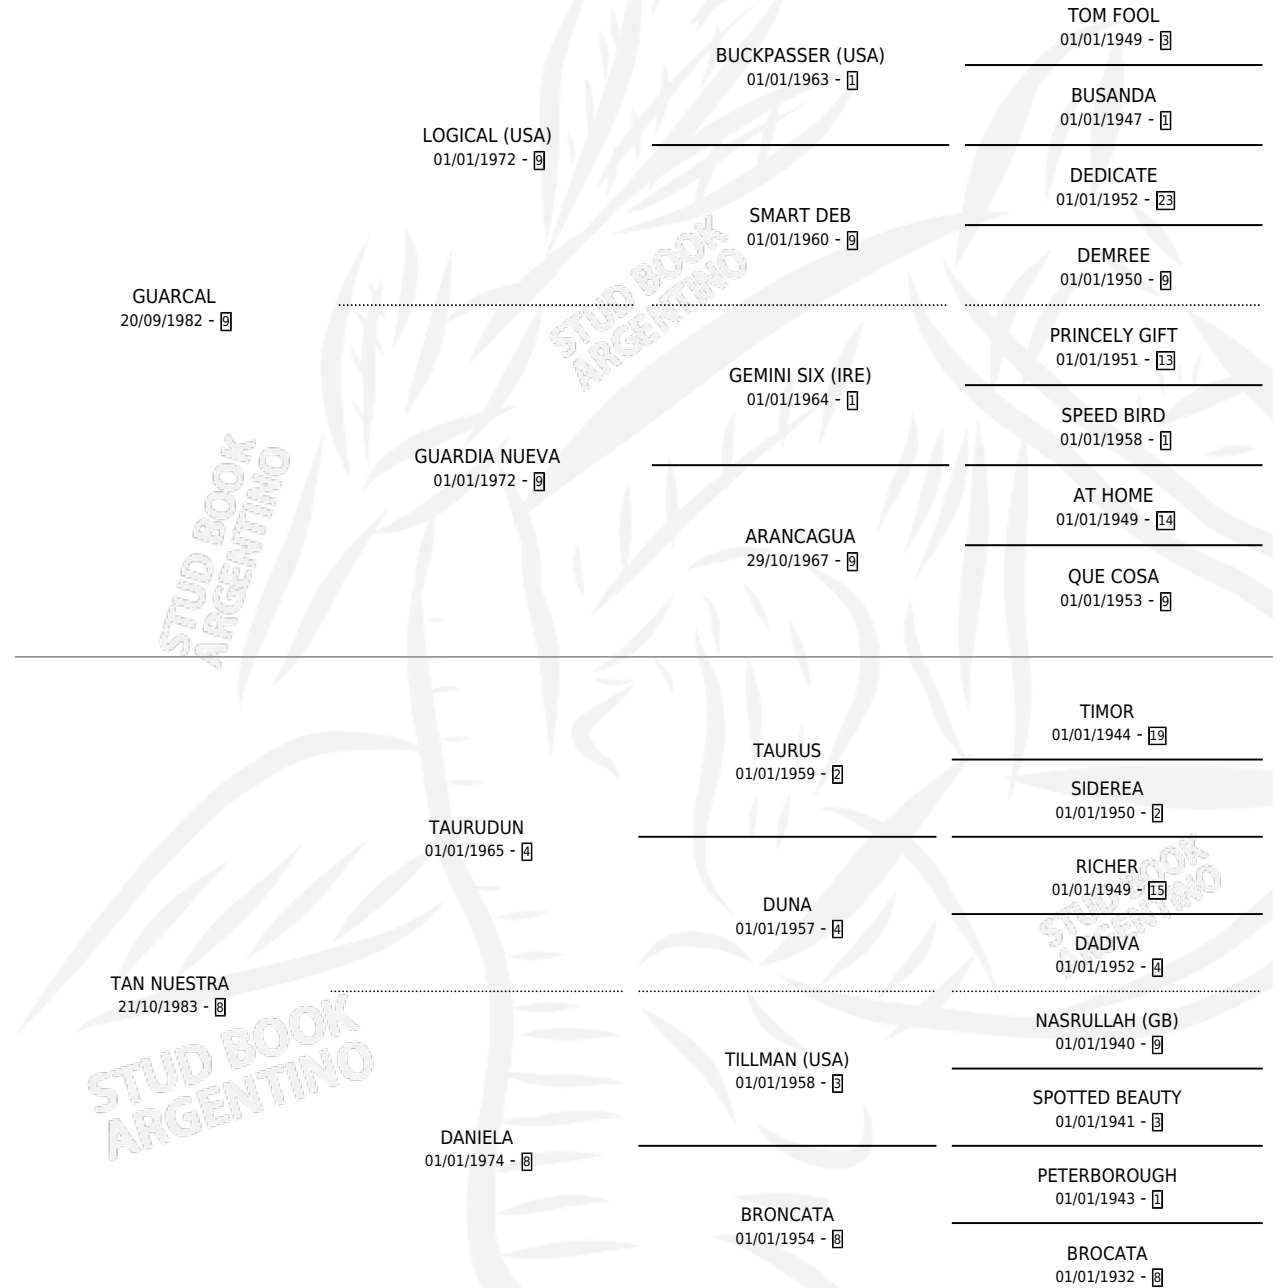 TOM FOOL
01/01/1949 - 3
BUCKPASSER (USA)
01/01/1963 - 1
BUSANDA
01/01/1947 - 1
LOGICAL (USA)
01/01/1972 - 9
DEDICATE
01/01/1952 - 23
SMART DEB
01/01/1960 - 9
DEMREE
01/01/1950 - 9
GUARCAL
20/09/1982 - 9
PRINCELY GIFT
01/01/1951 - 13
GEMINI SIX (IRE)
01/01/1964 - 1
SPEED BIRD
01/01/1958 - 1
GUARDIA NUEVA
01/01/1972 - 9
AT HOME
01/01/1949 - 14
ARANCAGUA
29/10/1967 - 9
QUE COSA
01/01/1953 - 9
TIMOR
01/01/1944 - 19
TAURUS
01/01/1959 - 2
SIDEREA
01/01/1950 - 2
TAURUDUN
01/01/1965 - 4
RICHER
01/01/1949 - 15
DUNA
01/01/1957 - 4
DADIVA
01/01/1952 - 4
TAN NUESTRA
21/10/1983 - 8
NASRULLAH (GB)
01/01/1940 - 9
TILLMAN (USA)
01/01/1958 - 3
SPOTTED BEAUTY
01/01/1941 - 3
DANIELA
01/01/1974 - 8
PETERBOROUGH
01/01/1943 - 1
BRONCATA
01/01/1954 - 8
BROCATA
01/01/1932 - 8
STUD BOOK
ARGENTINO
STUD BOOK
ARGENTINO
STUD BOOK
ARGENTINO
STUD BOOK
ARGENTINO